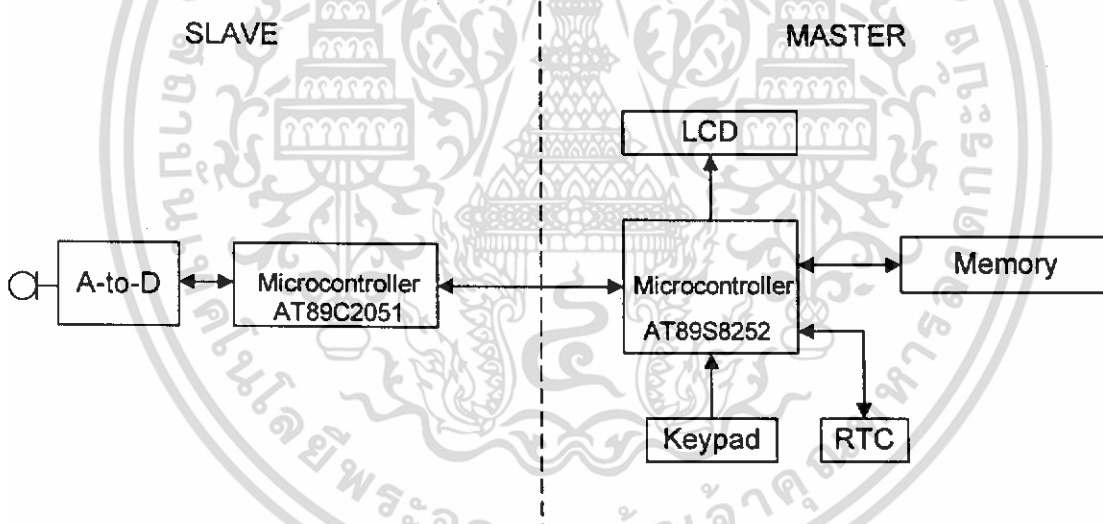 SLAVE
MASTER
LCD
A-to-D
Microcontroller
AT89C2051
Microcontroller
AT89S8252
Memory
Keypad
RTC